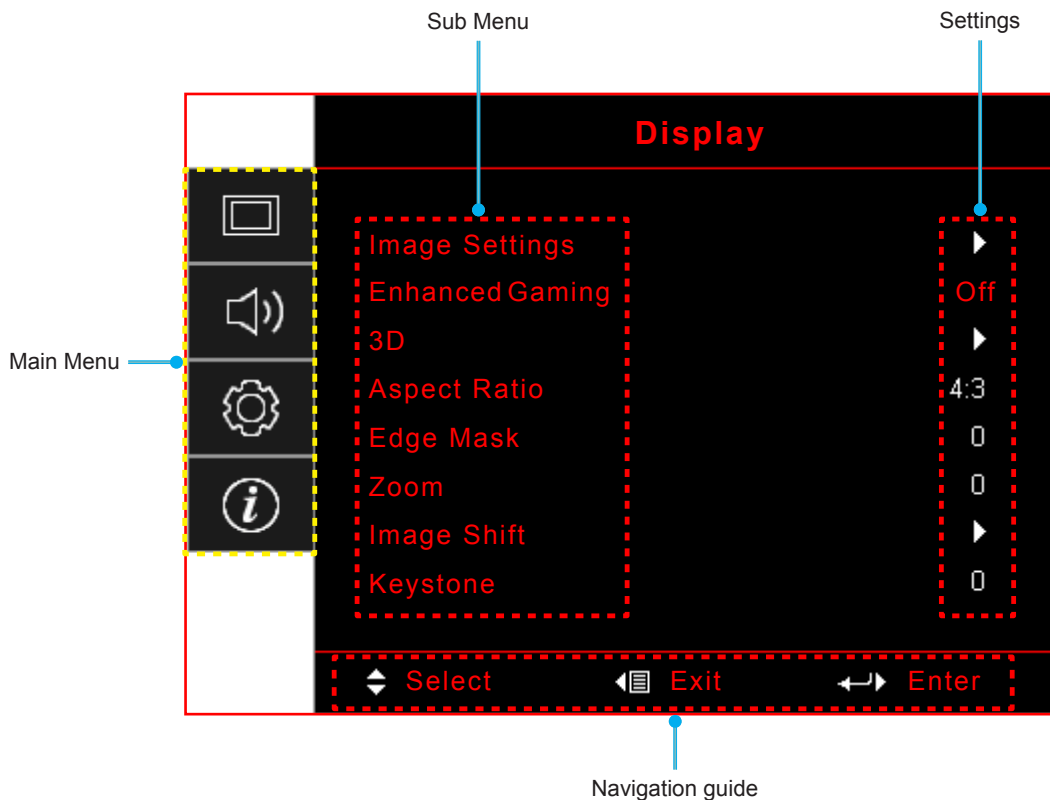 Sub Menu
Settings
Display
Image Settings
Enhanced Gaming Off
3D
Main Menu
Aspect Ratio 4:3
Edge Mask 0
Zoom 0
Image Shift
Keystone 0
Select Exit Enter
Navigation guide